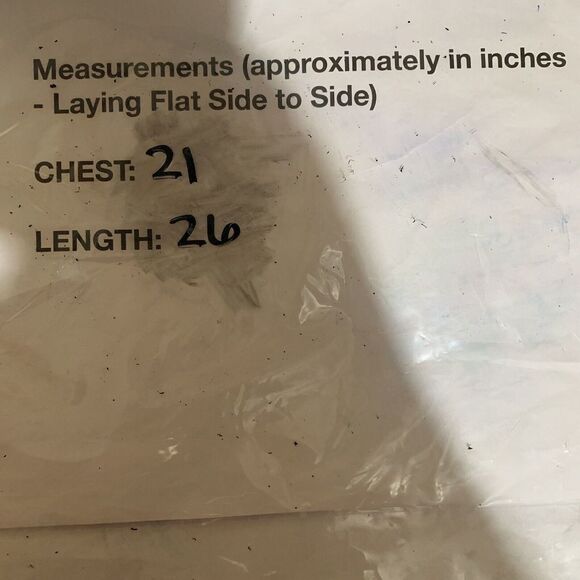 Measurements (approximately in inches
- Laying Flat Side to Side)
CHEST: 21
LENGTH: 26